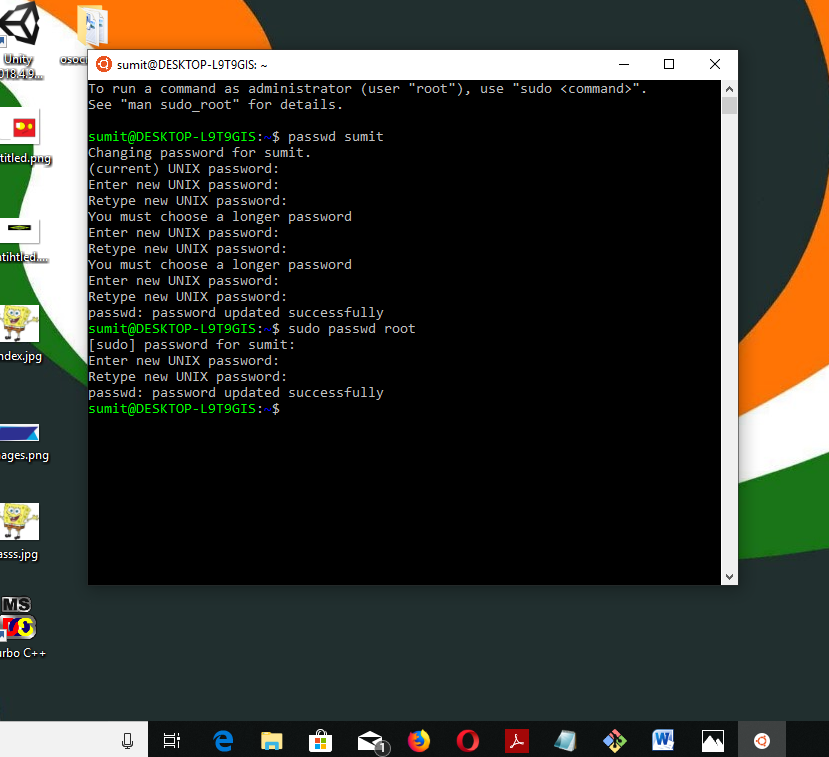 Unity
2018.4.9...
sumit@DESKTOP-L9T9GIS: ~
To run a command as administrator (user "root"), use "sudo <command>".
See "man sudo_root" for details.
sumit@DESKTOP-L9T9GIS:~$ passwd sumit
Changing password for sumit.
(current) UNIX password:
Enter new UNIX password:
Retype new UNIX password:
You must choose a longer password
Enter new UNIX password:
Retype new UNIX password:
You must choose a longer password
Enter new UNIX password:
Retype new UNIX password:
passwd: password updated successfully
sumit@DESKTOP-L9T9GIS:~$ sudo passwd root
[sudo] password for sumit:
Enter new UNIX password:
Retype new UNIX password:
passwd: password updated successfully
sumit@DESKTOP-L9T9GIS:~$
titled.png
tihtled....
ndex.jpg
ages.png
asss.jpg
MS
urbo C++
1
W